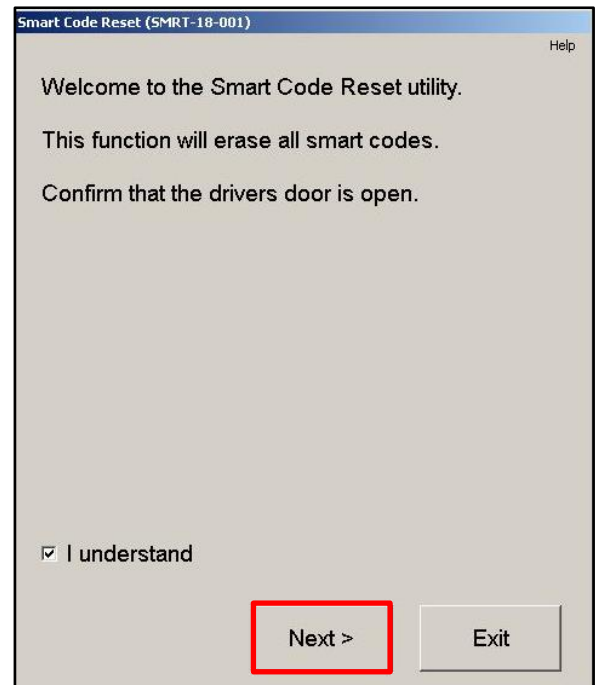 Smart Code Reset (SMRT-18-001)
Help
Welcome to the Smart Code Reset utility.
This function will erase all smart codes.
Confirm that the drivers door is open.
I understand
Next >
Exit